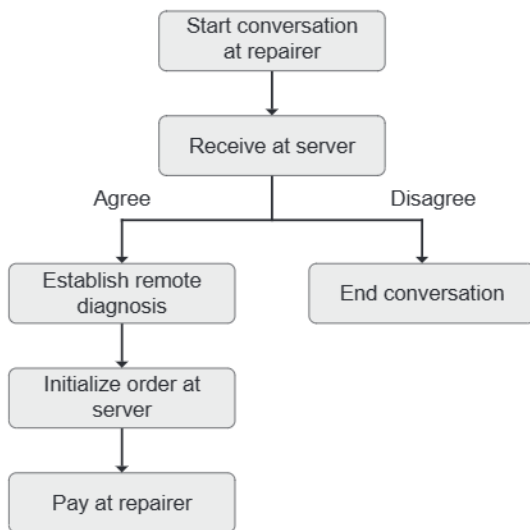 Start conversation
at repairer
Receive at server
Agree
Disagree
Establish remote
diagnosis
End conversation
Initialize order at
server
Pay at repairer